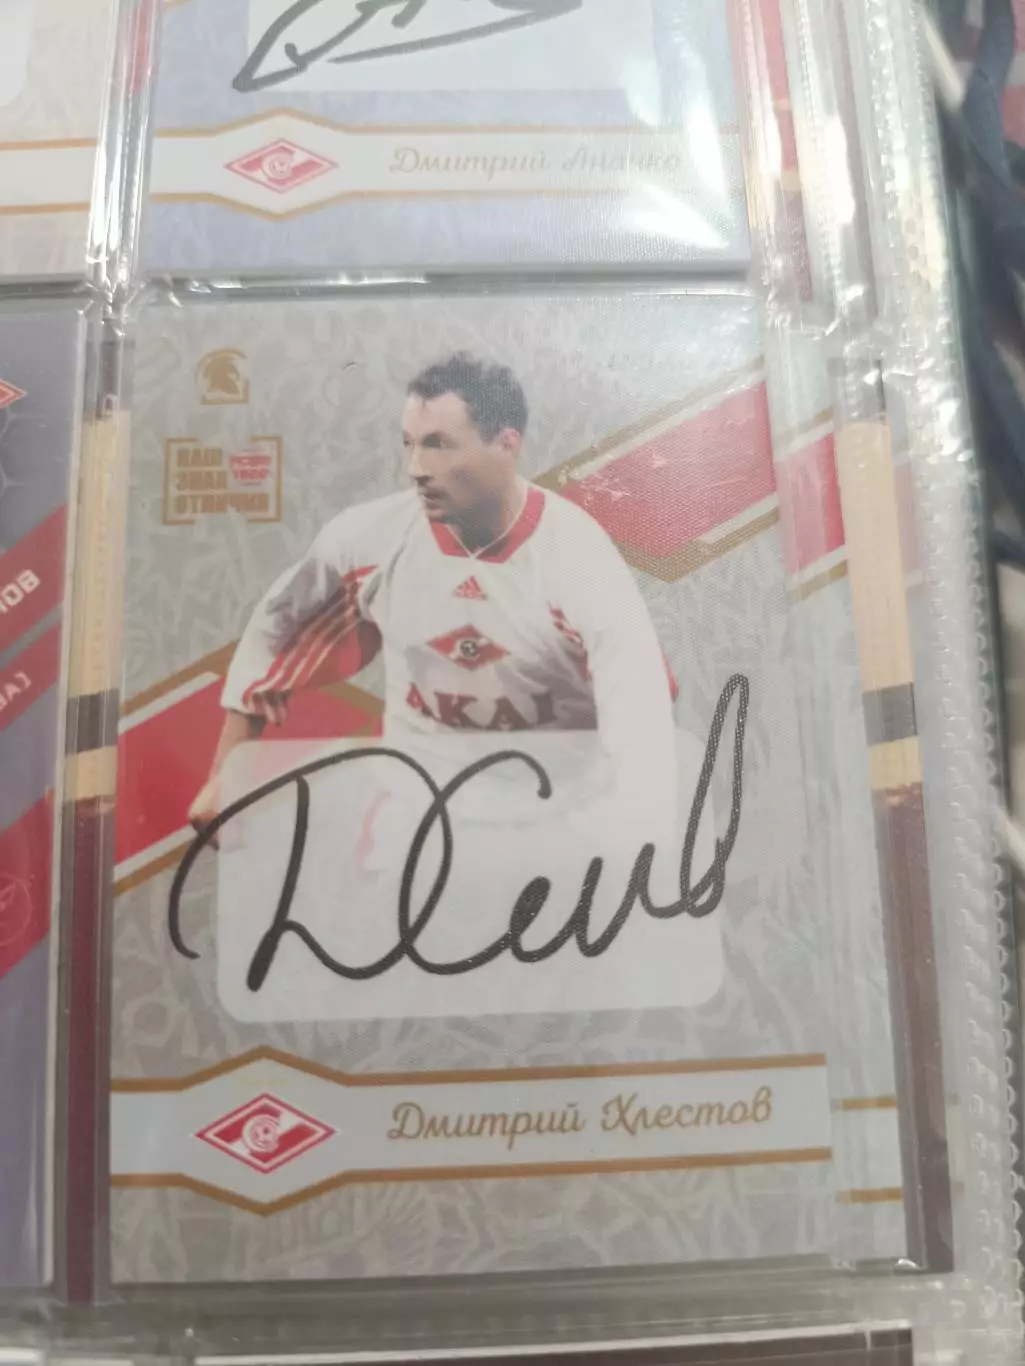 Дмитрий Ананко
НАШ
ЗНАК
ОТЛИЧИЯ
AKAI
Дмитрий Хлестов